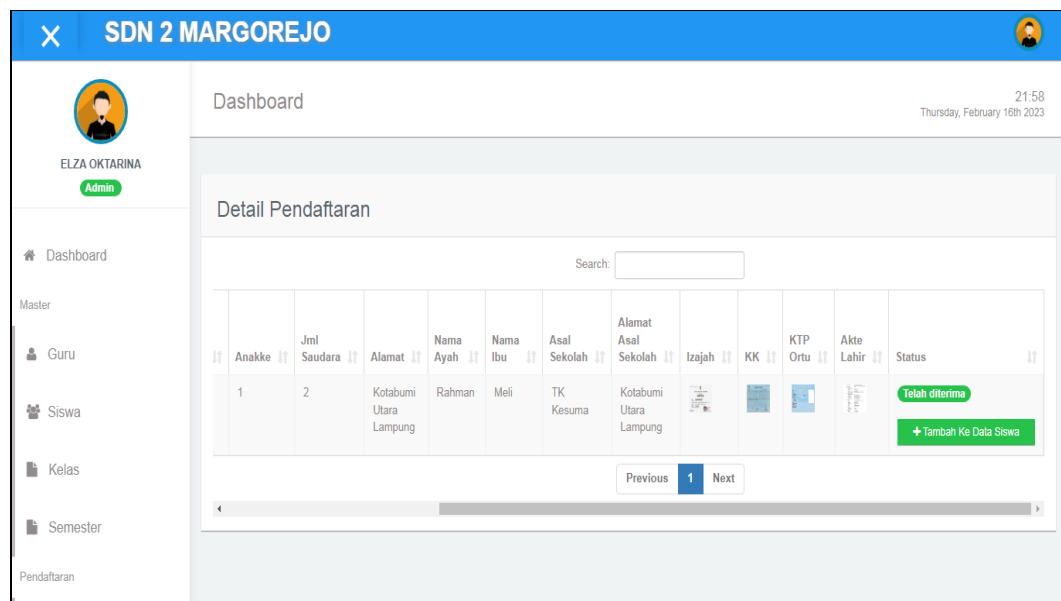 SDN 2 MARGOREJO
ELZA OKTARINA
Admin
Dashboard
Master
Guru
Siswa
Kelas
Semester
Pendaftaran
Dashboard
21:58
Thursday, February 16th 2023
Detail Pendaftaran
Search:
Anakke
Jml
Saudara
Alamat
Nama
Ayah
Nama
Ibu
Asal
Sekolah
Alamat
Asal
Sekolah
Izajah
KK
KTP
Ortu
Akte
Lahir
Status
1
2
Kotabumi
Utara
Lampung
Rahman
Meli
TK
Kesuma
Kotabumi
Utara
Lampung
Telah diterima
+ Tambah Ke Data Siswa
Previous 1 Next